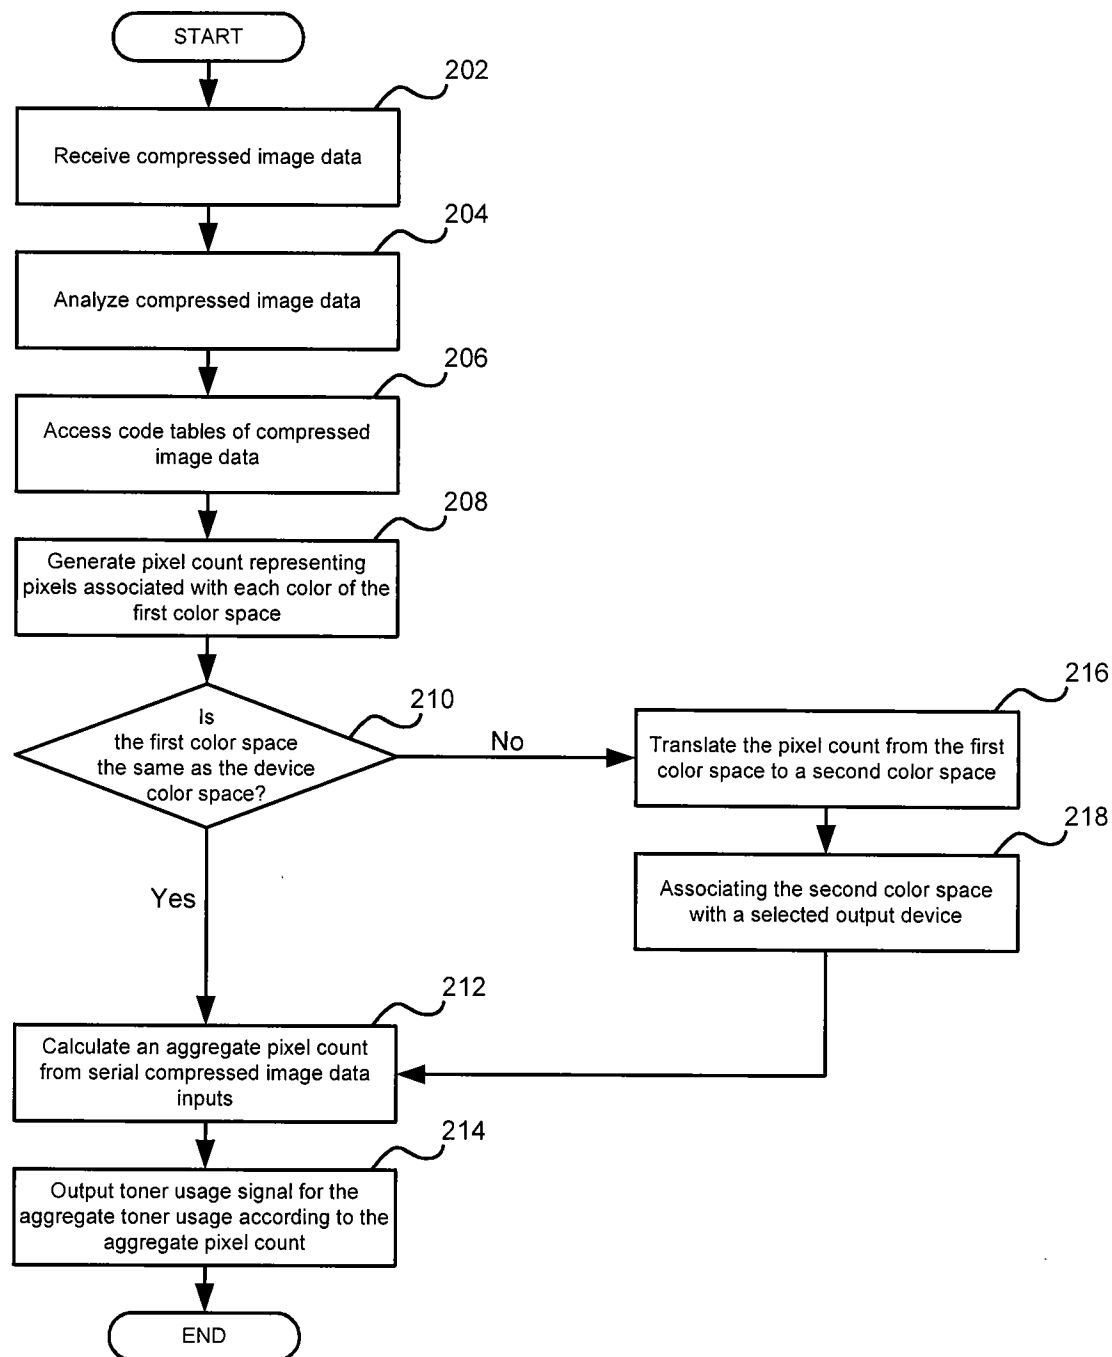 START
202
Receive compressed image data
204
Analyze compressed image data
206
Access code tables of compressed
image data
208
Generate pixel count representing
pixels associated with each color of the
first color space
210
Is
the first color space
the same as the device
color space?
No
216
Translate the pixel count from the first
color space to a second color space
218
Associating the second color space
with a selected output device
Yes
212
Calculate an aggregate pixel count
from serial compressed image data
inputs
214
Output toner usage signal for the
aggregate toner usage according to the
aggregate pixel count
END